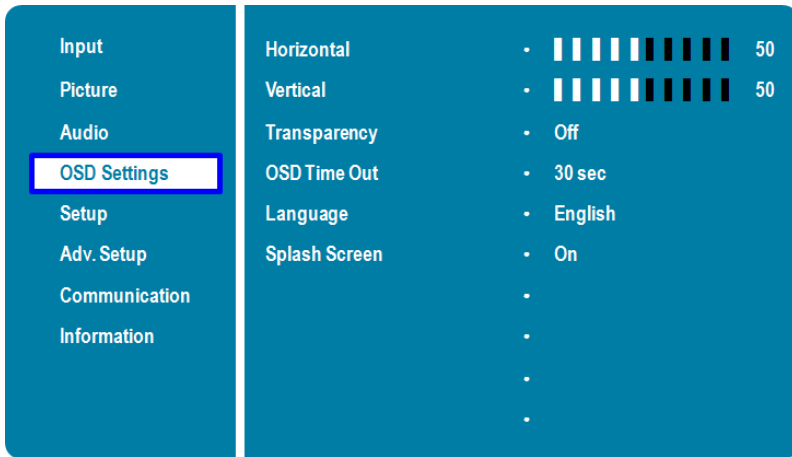 Input
Picture
Audio
OSD Settings
Setup
Adv. Setup
Communication
Information
Horizontal • 50
Vertical • 50
Transparency • Off
OSD Time Out • 30 sec
Language • English
Splash Screen • On
•
•
•
•